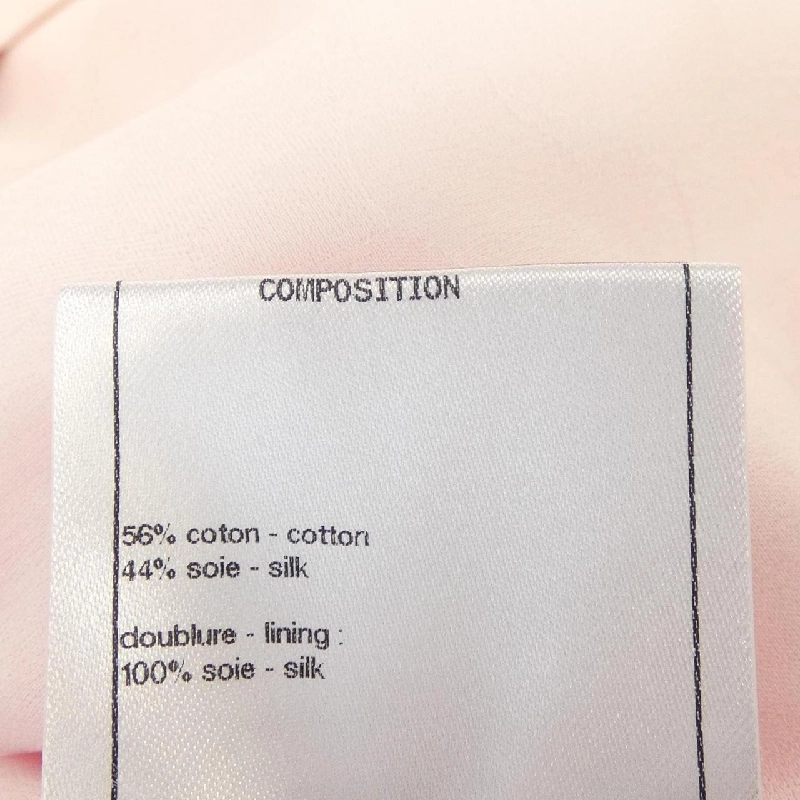 COMPOSITION
56% coton - cotton
44% soie - silk
doublure - lining :
100% soie - silk